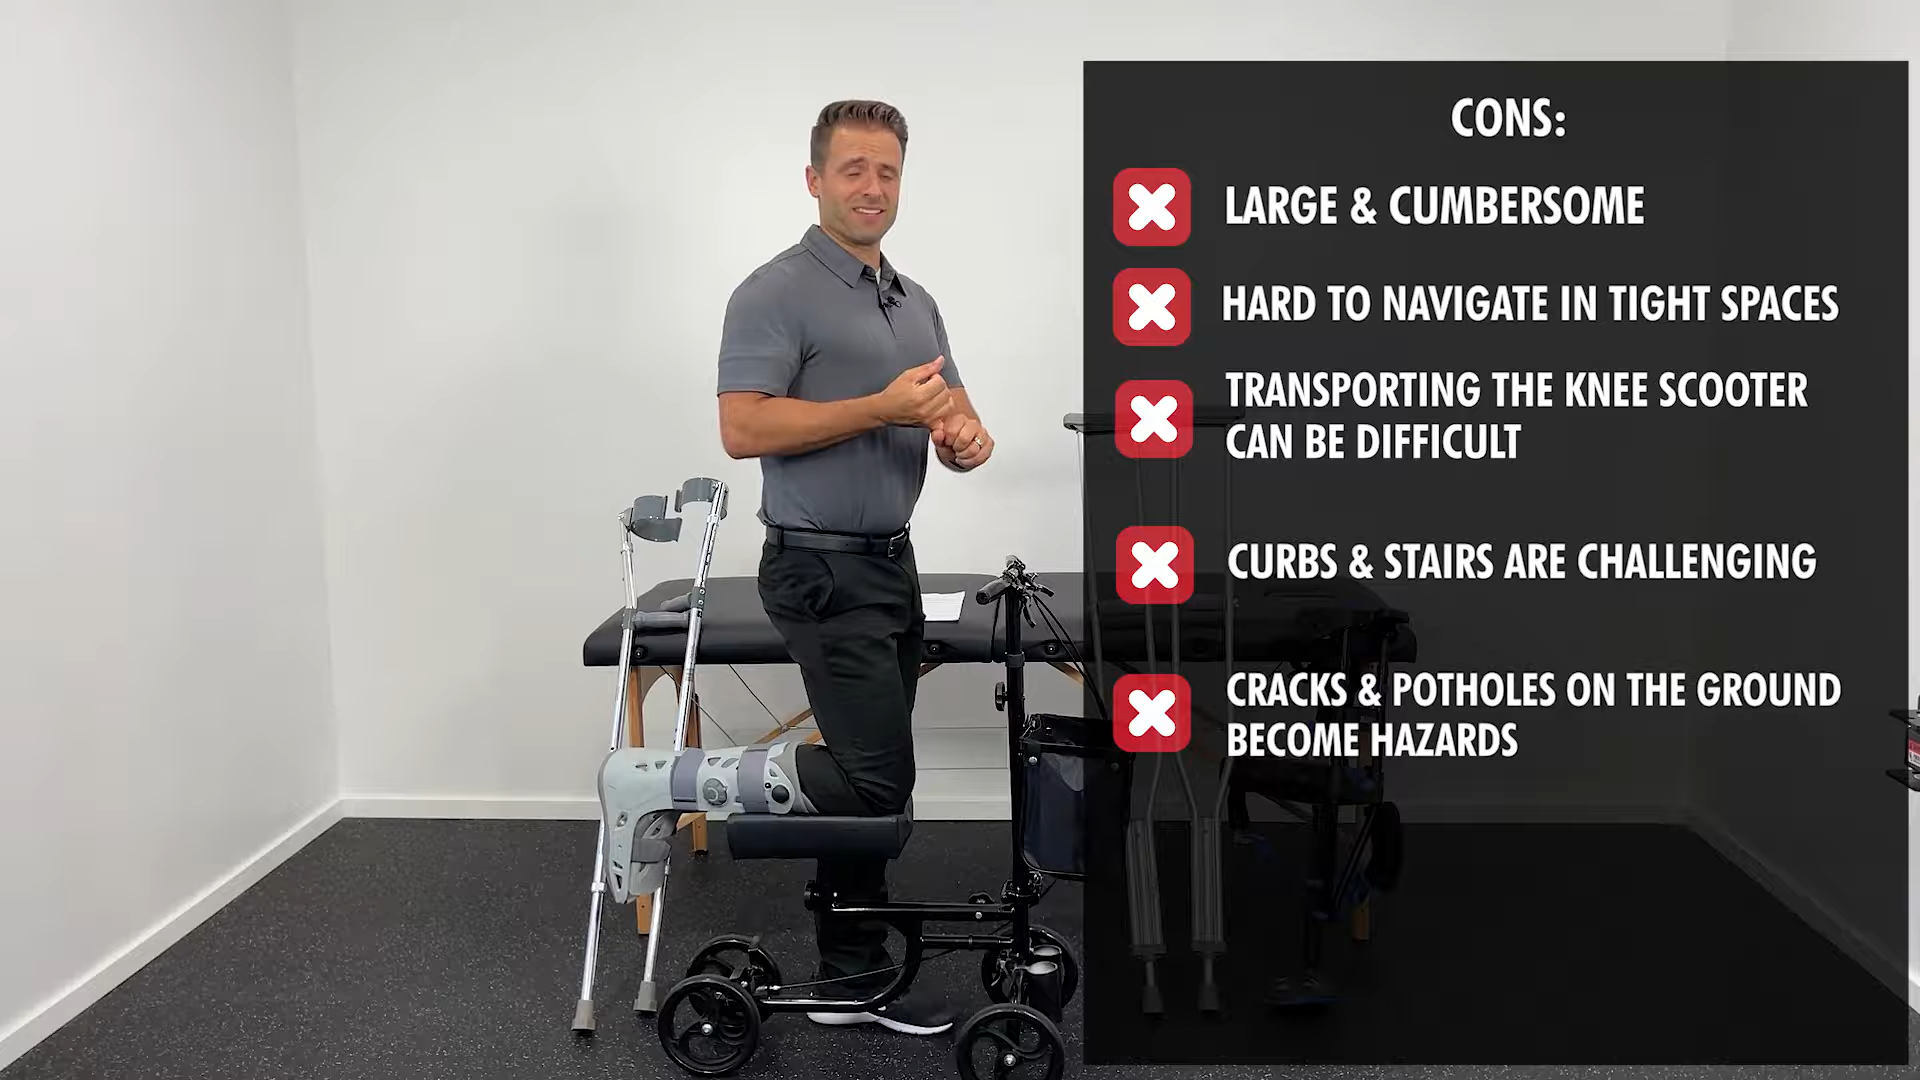 CONS:
LARGE & CUMBERSOME
HARD TO NAVIGATE IN TIGHT SPACES
TRANSPORTING THE KNEE SCOOTER
CAN BE DIFFICULT
CURBS & STAIRS ARE CHALLENGING
CRACKS & POTHOLES ON THE GROUND
BECOME HAZARDS